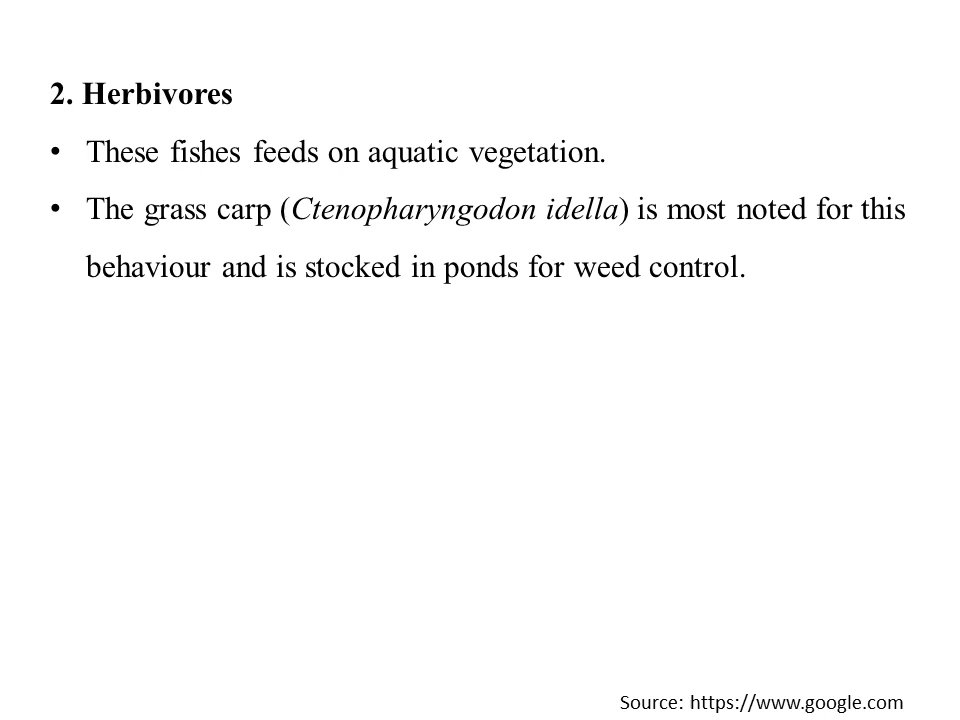 2. Herbivores
• These fishes feeds on aquatic vegetation.
• The grass carp (Ctenopharyngodon idella) is most noted for this
behaviour and is stocked in ponds for weed control.
Source: https://www.google.com